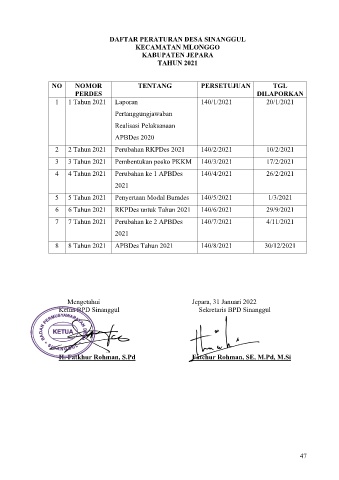 DAFTAR PERATURAN DESA SINANGGUL
KECAMATAN MLONGGO
KABUPATEN JEPARA
TAHUN 2021
NO NOMOR PERDES TENTANG PERSETUJUAN TGL DILAPORKAN
1 1 Tahun 2021 Laporan 140/1/2021 20/1/2021
Pertanggungjawaban
Realisasi Pelaksanaan
APBDes 2020
2 2 Tahun 2021 Perubahan RKPDes 2021 140/2/2021 10/2/2021
3 3 Tahun 2021 Pembentukan posko PKKM 140/3/2021 17/2/2021
4 4 Tahun 2021 Perubahan ke 1 APBDes 140/4/2021 26/2/2021
2021
5 5 Tahun 2021 Penyertaan Modal Bumdes 140/5/2021 1/3/2021
6 6 Tahun 2021 RKPDes untuk Tahun 2021 140/6/2021 29/9/2021
7 7 Tahun 2021 Perubahan ke 2 APBDes 140/7/2021 4/11/2021
2021
8 8 Tahun 2021 APBDes Tahun 2021 140/8/2021 30/12/2021
Mengetahui Jepara, 31 Januari 2022
Ketua BPD Sinanggul Sekretaris BPD Sinanggul
KETUA
H. Fatkhur Rohman, S.Pd Fatchur Rohman, SE, M.Pd, M.Si
47